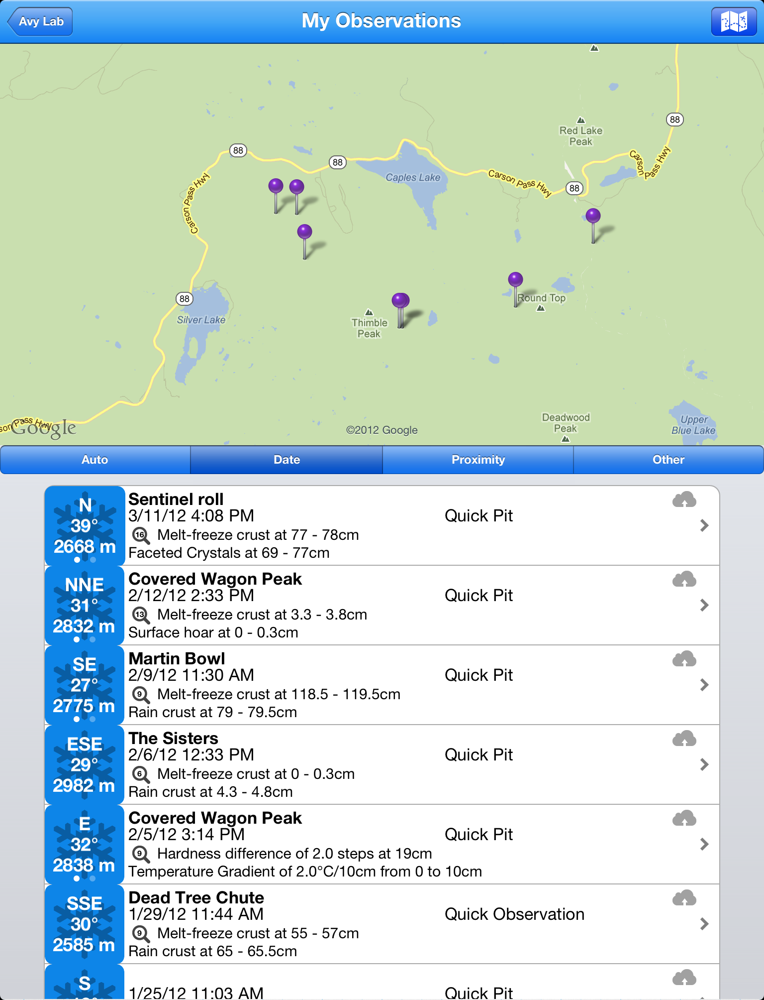 Avy Lab
My Observations
88
Red Lake
Peak
88
88
Caples Lake
Carson Pass Hwy
88
Carson
Pass Hwy
Carson Pass Hwy
88
Silver Lake
Round Top
Thimble
Peak
Deadwood
Peak
Upper
Blue Lake
son Pass Hwy
Google
©2012 Google
Auto
Date
Proximity
Other
N
39°
2668 m
Sentinel roll
3/11/12 4:08 PM
Quick Pit
16
Melt-freeze crust at 77 - 78cm
Faceted Crystals at 69 - 77cm
NNE
31°
2832 m
Covered Wagon Peak
2/12/12 2:33 PM
Quick Pit
13
Melt-freeze crust at 3.3 - 3.8cm
Surface hoar at 0 - 0.3cm
SE
27°
2775 m
Martin Bowl
2/9/12 11:30 AM
Quick Pit
9
Melt-freeze crust at 118.5 - 119.5cm
Rain crust at 79 - 79.5cm
ESE
29°
2982 m
The Sisters
2/6/12 12:33 PM
Quick Pit
6
Melt-freeze crust at 0 - 0.3cm
Rain crust at 4.3 - 4.8cm
E
32°
2838 m
Covered Wagon Peak
2/5/12 3:14 PM
Quick Pit
9
Hardness difference of 2.0 steps at 19cm
Temperature Gradient of 2.0°C/10cm from 0 to 10cm
SSE
30°
2585 m
Dead Tree Chute
1/29/12 11:44 AM
Quick Observation
9
Melt-freeze crust at 55 - 57cm
Rain crust at 65 - 65.5cm
S
1/25/12 11:03 AM
Quick Pit